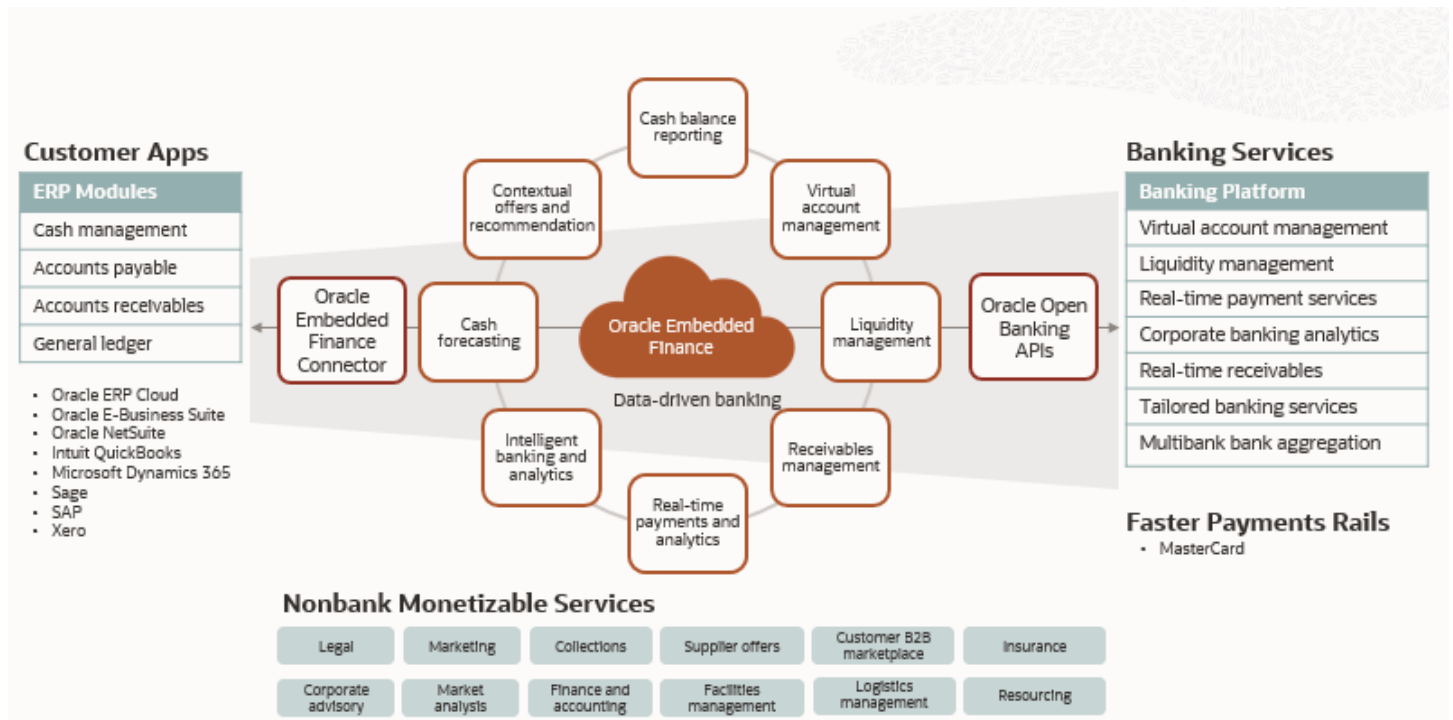 Customer Apps
ERP Modules
Cash management
Accounts payable
Accounts receivables
General ledger
• Oracle ERP Cloud
• Oracle E-Business Suite
• Oracle NetSuite
• Intuit QuickBooks
• Microsoft Dynamics 365
• Sage
• SAP
• Xero
Oracle
Embedded
Finance
Connector
Cash balance
reporting
Contextual
offers and
recommendation
Virtual
account
management
Cash
forecasting
Oracle Embedded
Finance
Data-driven banking
Liquidity
management
Intelligent
banking and
analytics
Receivables
management
Real-time
payments and
analytics
Oracle Open
Banking
APIs
Banking Services
Banking Platform
Virtual account management
Liquidity management
Real-time payment services
Corporate banking analytics
Real-time receivables
Tailored banking services
Multibank bank aggregation
Faster Payments Rails
• MasterCard
Nonbank Monetizable Services
Legal
Marketing
Collections
Supplier offers
Customer B2B
marketplace
Insurance
Corporate
advisory
Market
analysis
Finance and
accounting
Facilities
management
Logistics
management
Resourcing